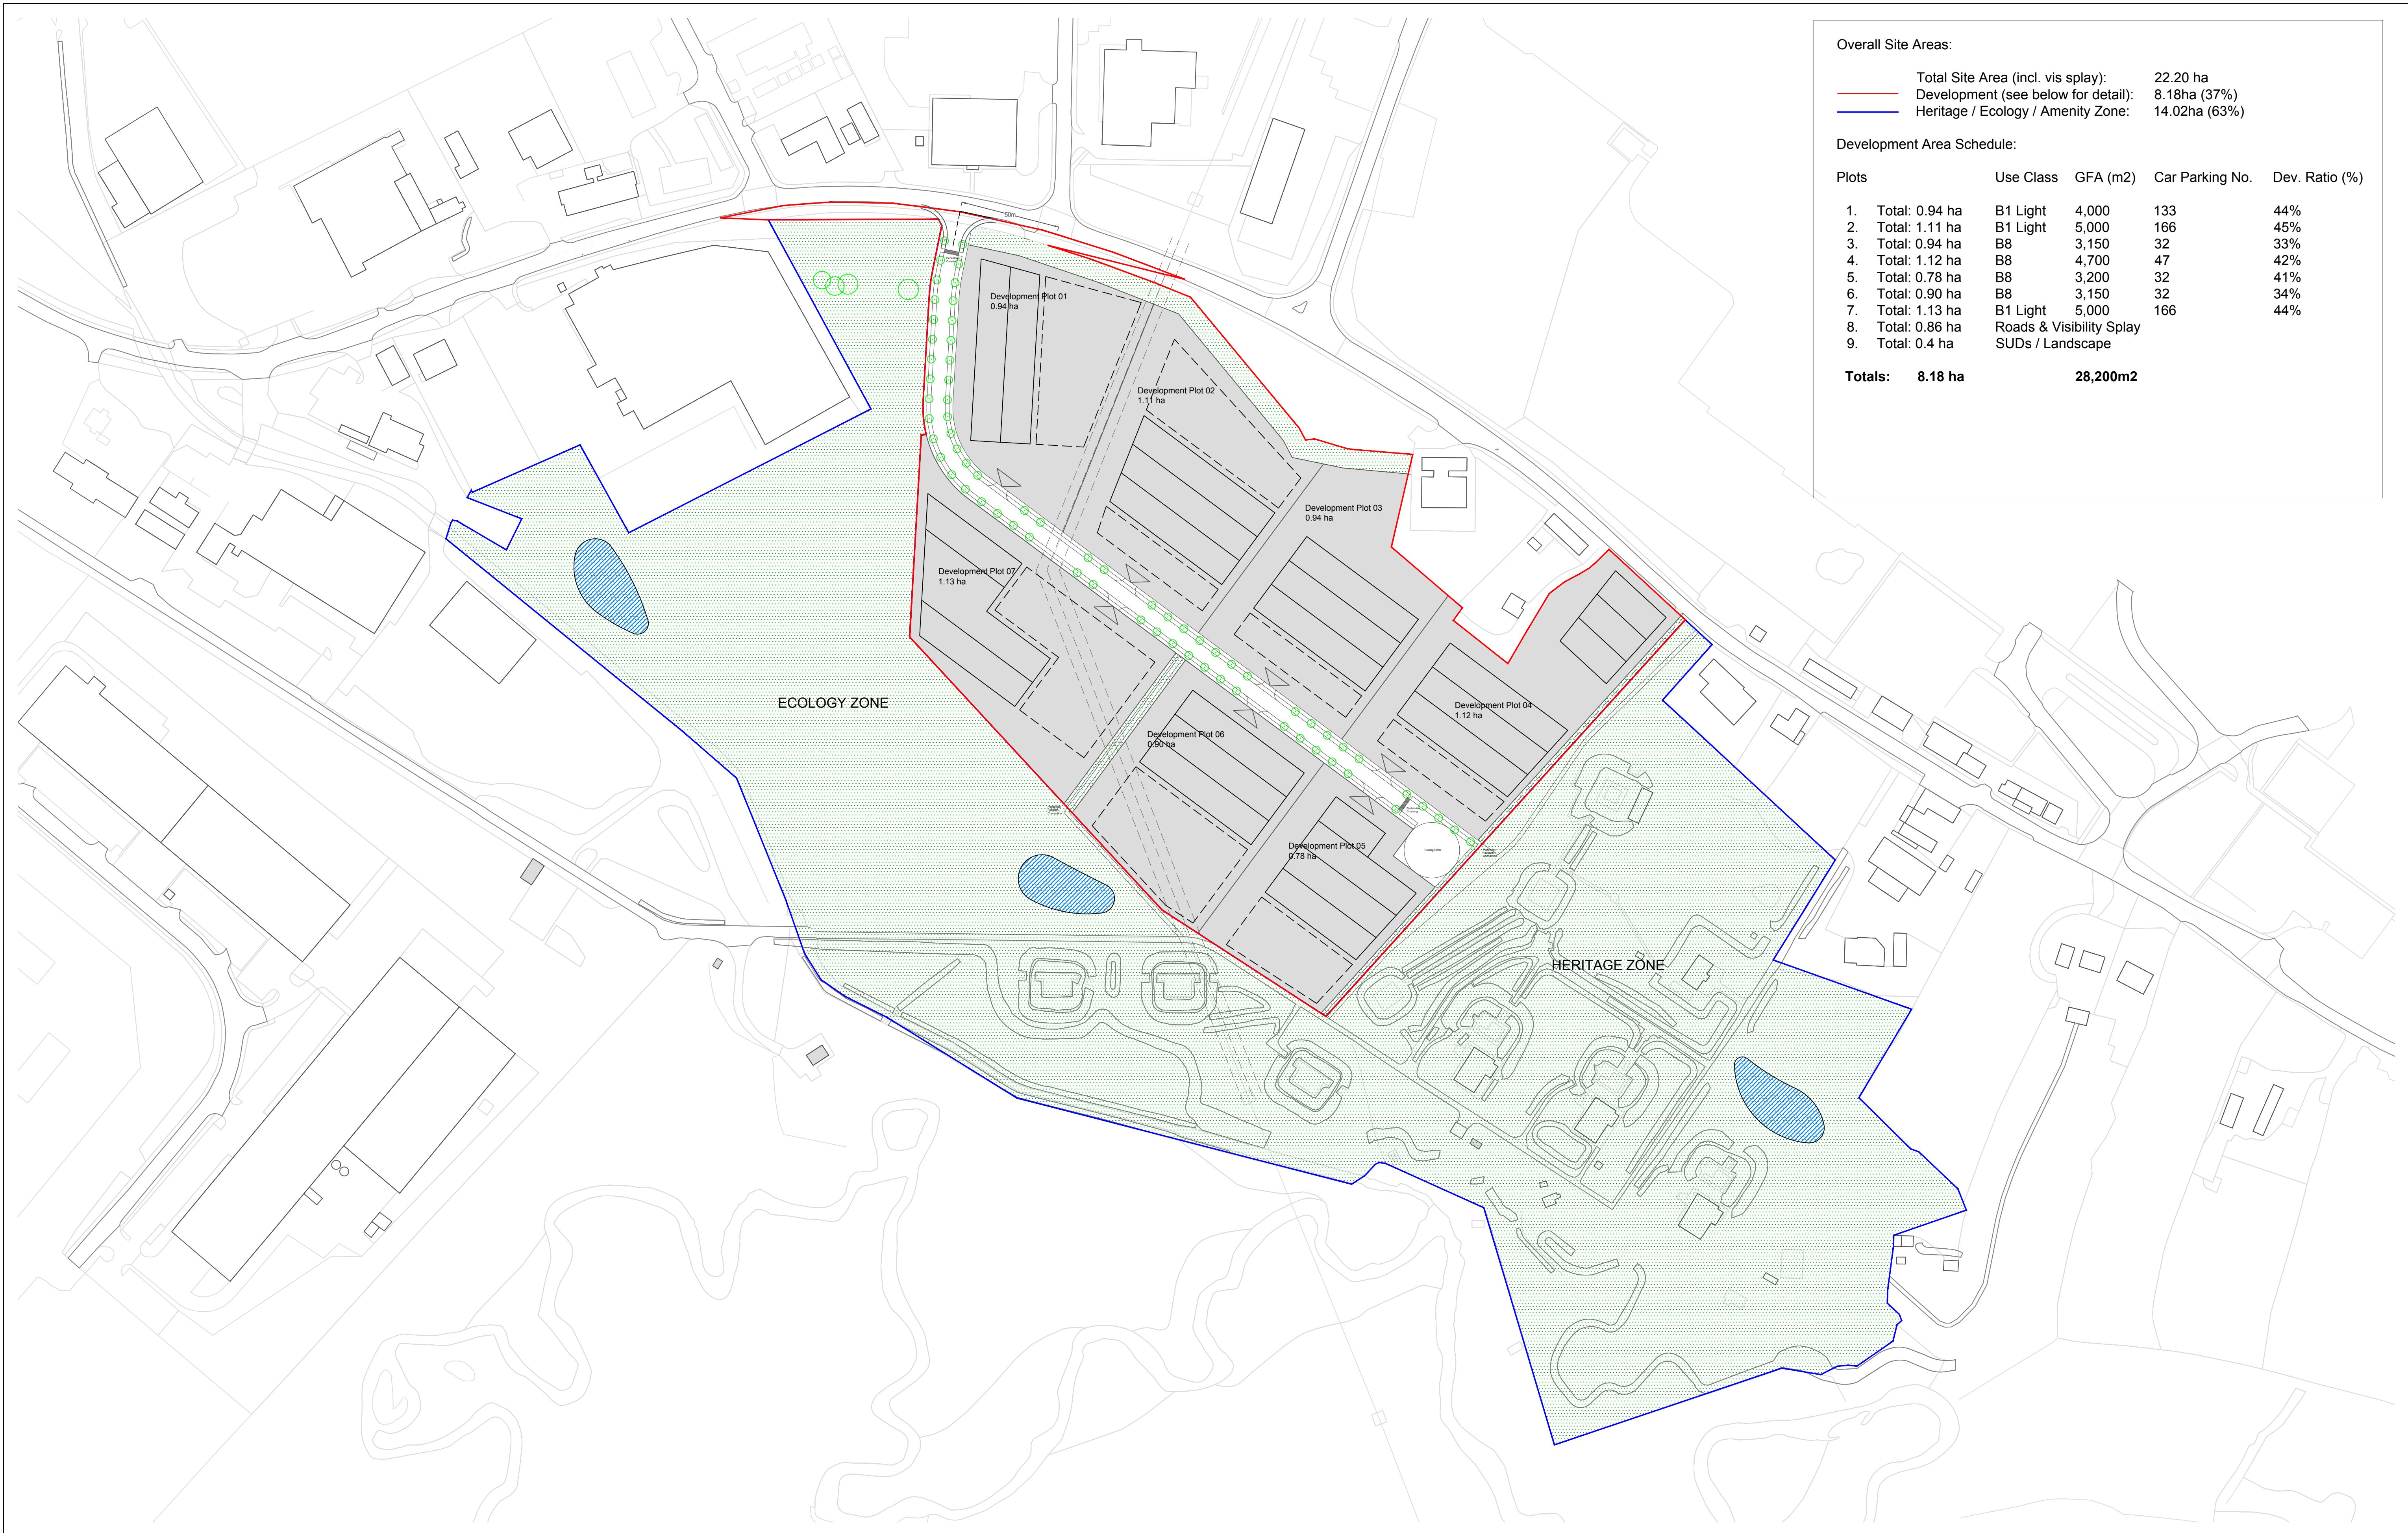 Overall Site Areas:
Total Site Area (incl. vis splay): 22.20 ha
Development (see below for detail): 8.18ha (37%)
Heritage / Ecology / Amenity Zone: 14.02ha (63%)
Development Area Schedule:
Plots Use Class GFA (m2) Car Parking No. Dev. Ratio (%)
1. Total: 0.94 ha B1 Light 4,000 133 44%
2. Total: 1.11 ha B1 Light 5,000 166 45%
3. Total: 0.94 ha B8 3,150 32 33%
4. Total: 1.12 ha B8 4,700 47 42%
5. Total: 0.78 ha B8 3,200 32 41%
6. Total: 0.90 ha B8 3,150 32 34%
7. Total: 1.13 ha B1 Light 5,000 166 44%
8. Total: 0.86 ha Roads & Visibility Splay
9. Total: 0.4 ha SUDs / Landscape
Totals: 8.18 ha 28,200m2
50m
Development Plot 01
0.94 ha
Development Plot 02
1.11 ha
Development Plot 03
0.94 ha
Development Plot 07
1.13 ha
ECOLOGY ZONE
Development Plot 04
1.12 ha
Development Plot 06
0.90 ha
Development Plot 05
0.78 ha
Turning Circle
HERITAGE ZONE